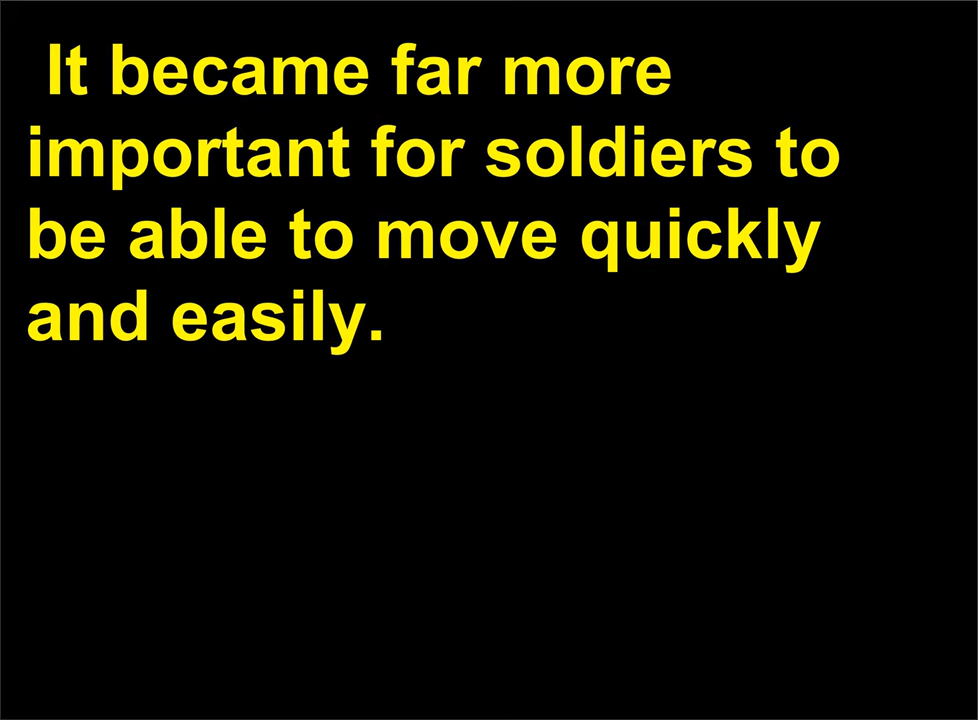 It became far more
important for soldiers to
be able to move quickly
and easily.